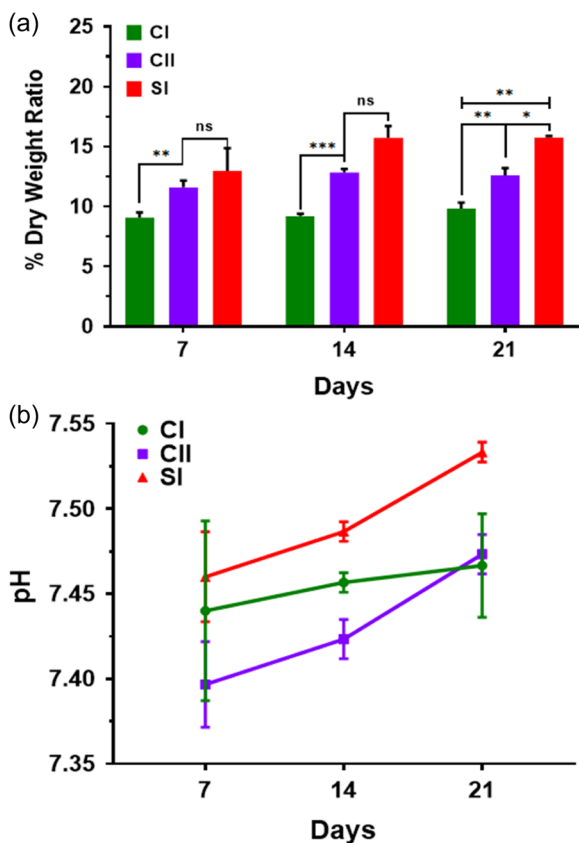 (a)
25
20
15
10
5
0
% Dry Weight Ratio
CI
CII
SI
** ns
*** ns
**
** *
7 14 21
Days
(b)
7.55
7.50
7.45
7.40
7.35
pH
CI
CII
SI
7 14 21
Days